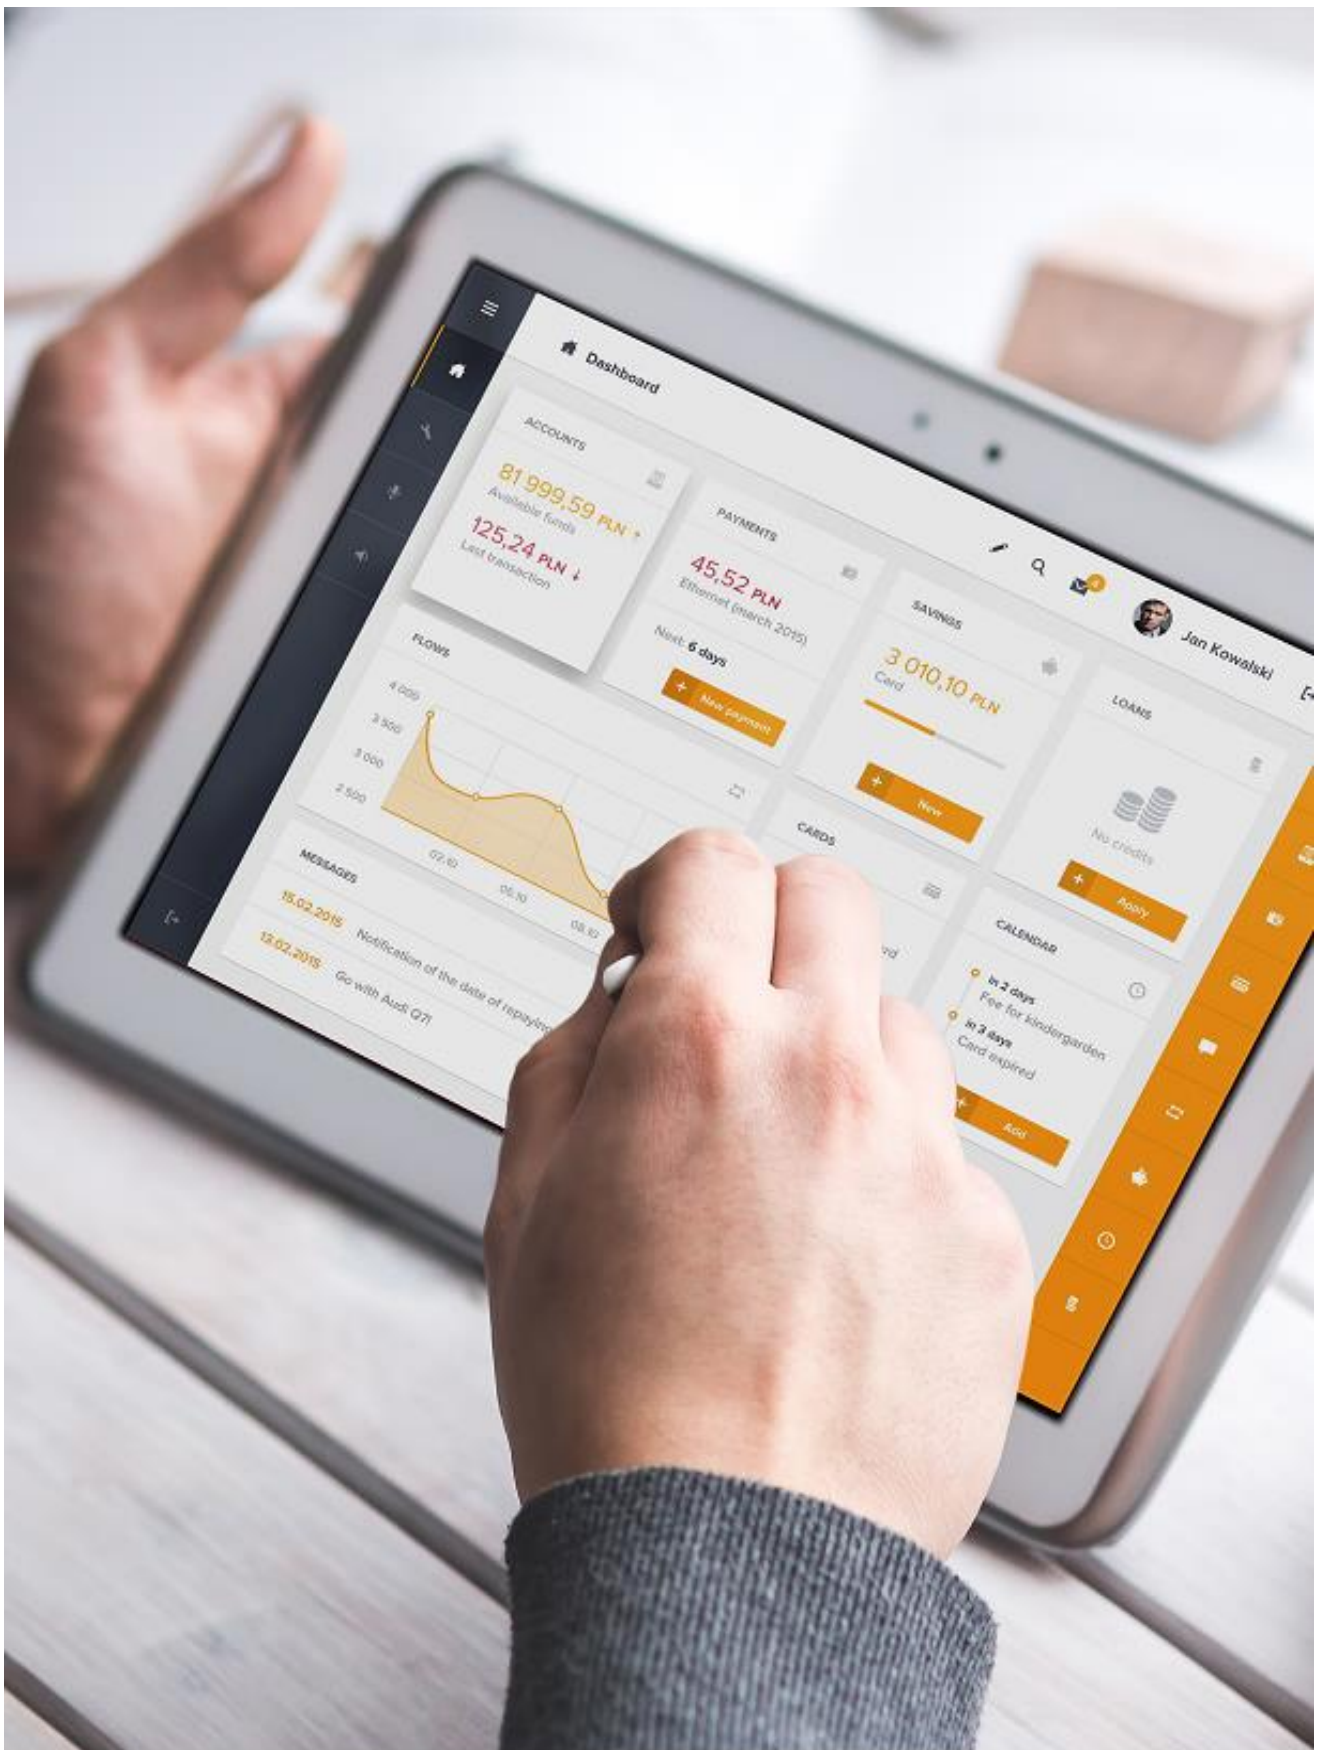 Dashboard
4
Jan Kowalski
ACCOUNTS
81 999,59 PLN
Available funds
125,24 PLN
Last transaction
PAYMENTS
45,52 PLN
Ethernet (march 2015)
Next: 6 days
+ New payment
SAVINGS
3 010,10 PLN
Card
+ New
LOANS
No credits
+ Apply
FLOWS
4 000
3 500
3 000
2 500
02.10
05.10
08.10
CARDS
rd
CALENDAR
in 2 days
Fee for kindergarden
in 3 days
Card expired
+ Add
MESSAGES
15.02.2015 Notification of the date of repaying
13.02.2015 Go with Audi Q7!